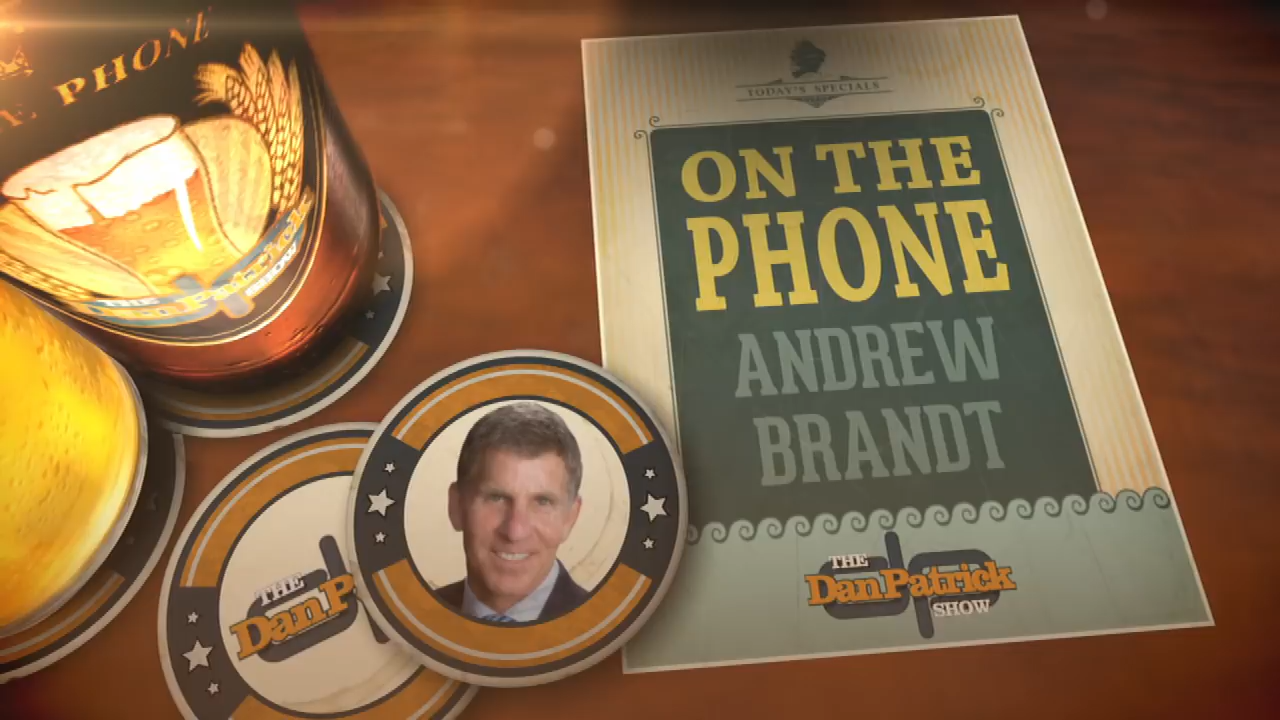 E PHONE
THE
DanPatrick
SHOW
THE
DanP
TODAY'S SPECIALS
ON THE
PHONE
ANDREW
BRANDT
THE
DanPatrick
SHOW